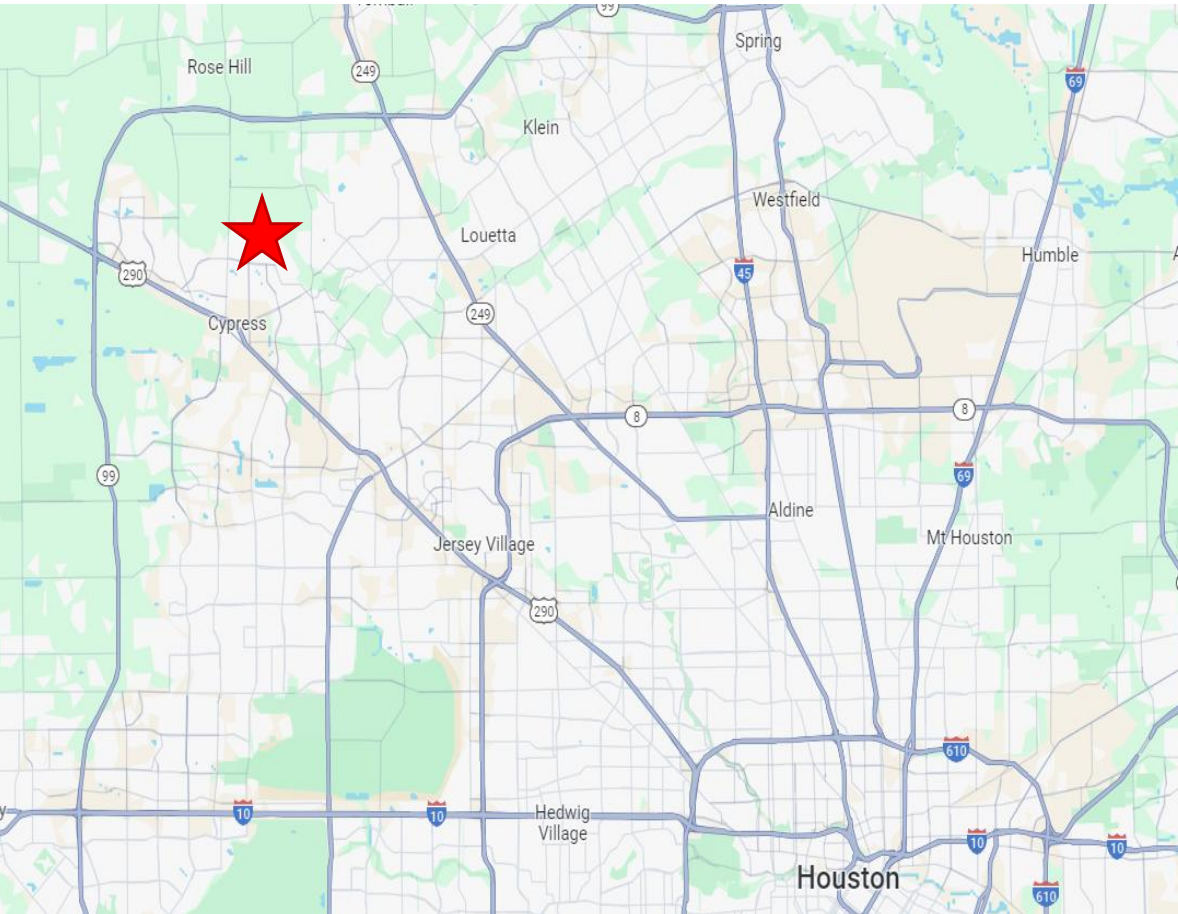 99
Rose Hill
Spring
249
69
Klein
Westfield
Louetta
Humble
290
45
249
Cypress
8
8
99
69
Aldine
Jersey Village
Mt Houston
290
610
10
10
Hedwig
Village
10
10
Houston
610